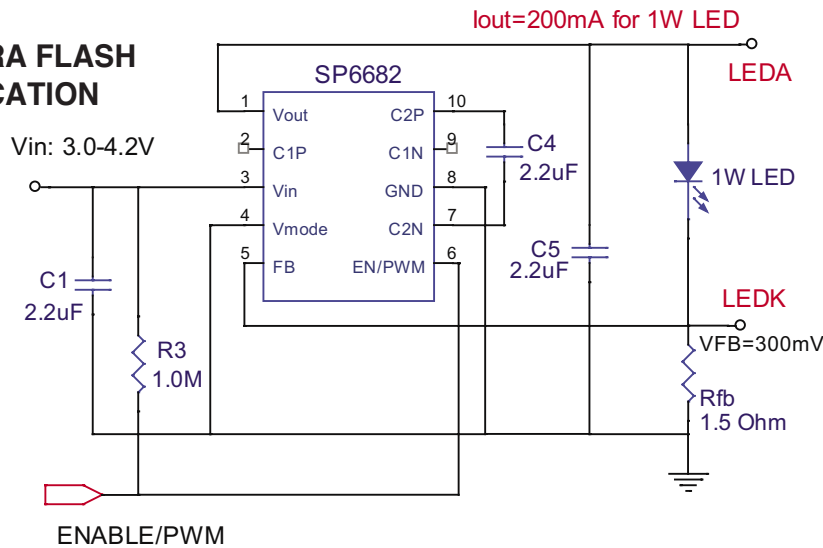 Iout=200mA for 1W LED
RA FLASH
CATION
LEDA
SP6682
Vin: 3.0-4.2V
1 Vout C2P 10
2 C1P C1N 9
3 Vin GND 8
4 Vmode C2N 7
5 FB EN/PWM 6
C4
2.2uF
1W LED
C1
2.2uF
C5
2.2uF
LEDK
VFB=300mV
R3
1.0M
Rfb
1.5 Ohm
ENABLE/PWM